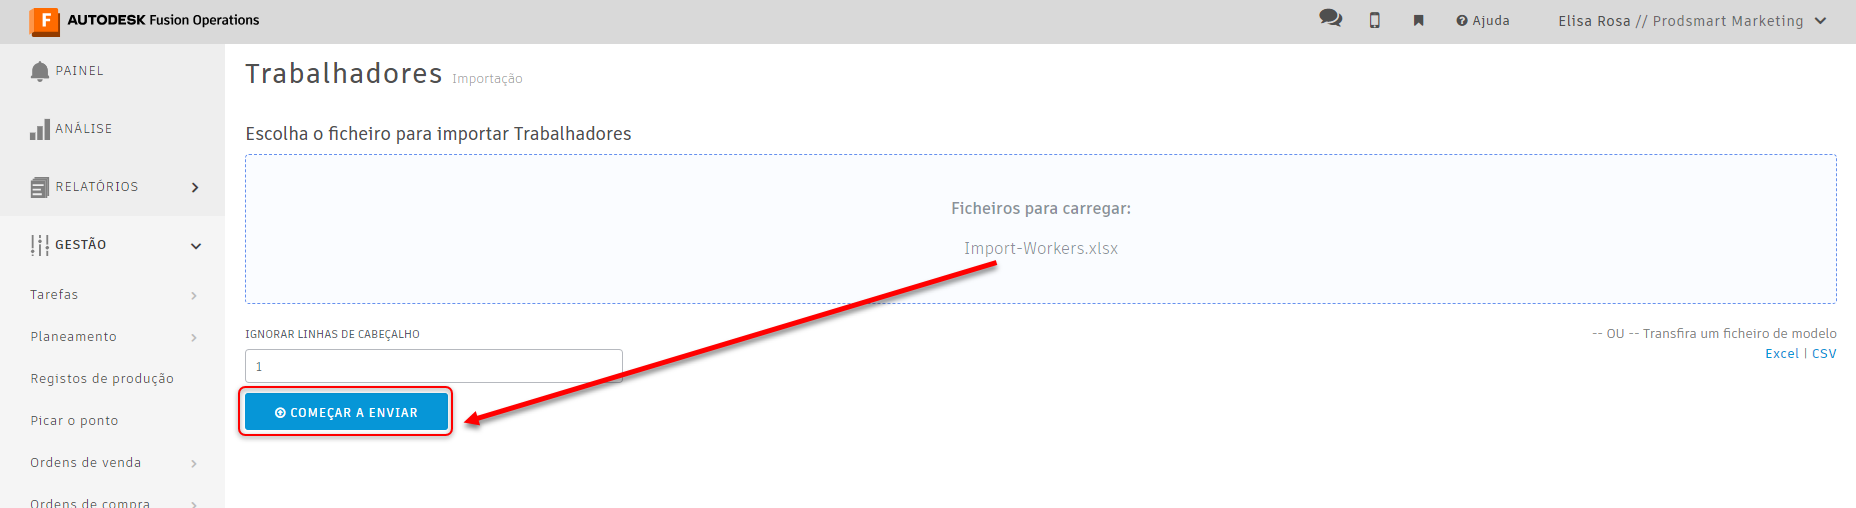 AUTODESK Fusion Operations
Ajuda
Elisa Rosa // Prodsmart Marketing
PAINEL
ANÁLISE
RELATÓRIOS
GESTÃO
Tarefas
Planeamento
Registos de produção
Picar o ponto
Ordens de venda
Ordens de compra
Trabalhadores Importação
Escolha o ficheiro para importar Trabalhadores
Ficheiros para carregar:
Import-Workers.xlsx
IGNORAR LINHAS DE CABEÇALHO
1
COMEÇAR A ENVIAR
-- OU -- Transfira um ficheiro de modelo
Excel | CSV